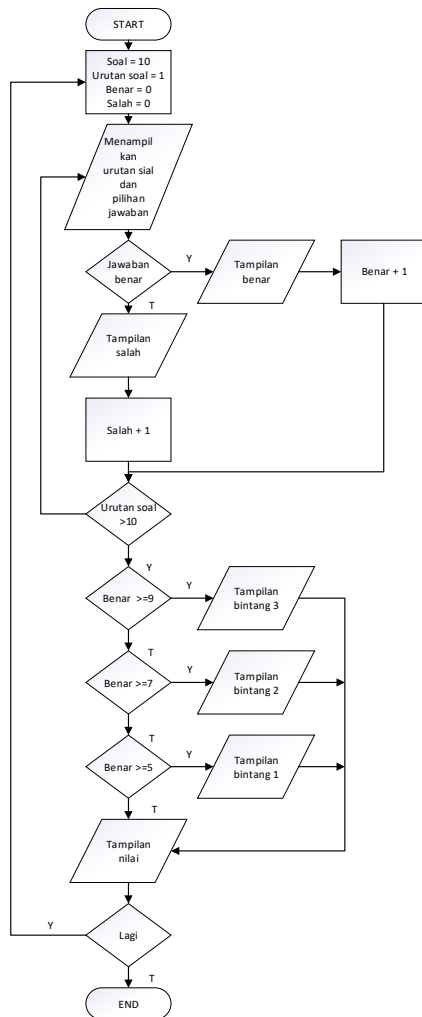 START
Soal = 10
Urutan soal = 1
Benar = 0
Salah = 0
Menampil
kan
urutan sial
dan
pilihan
jawaban
Jawaban
benar
Y
Tampilan
benar
Benar + 1
T
Tampilan
salah
Salah + 1
Urutan soal
>10
Y
Benar >=9
Y
Tampilan
bintang 3
T
Benar >=7
Y
Tampilan
bintang 2
T
Benar >=5
Y
Tampilan
bintang 1
T
Tampilan
nilai
Y
Lagi
T
END